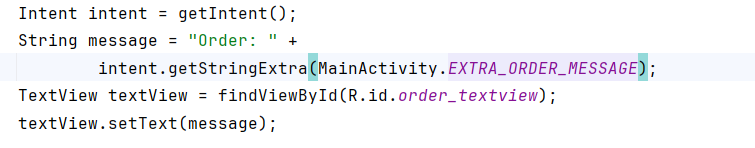 Intent intent = getIntent();
String message = "Order: " +
        intent.getStringExtra(MainActivity.EXTRA_ORDER_MESSAGE);
TextView textView = findViewById(R.id.order_textview);
textView.setText(message);